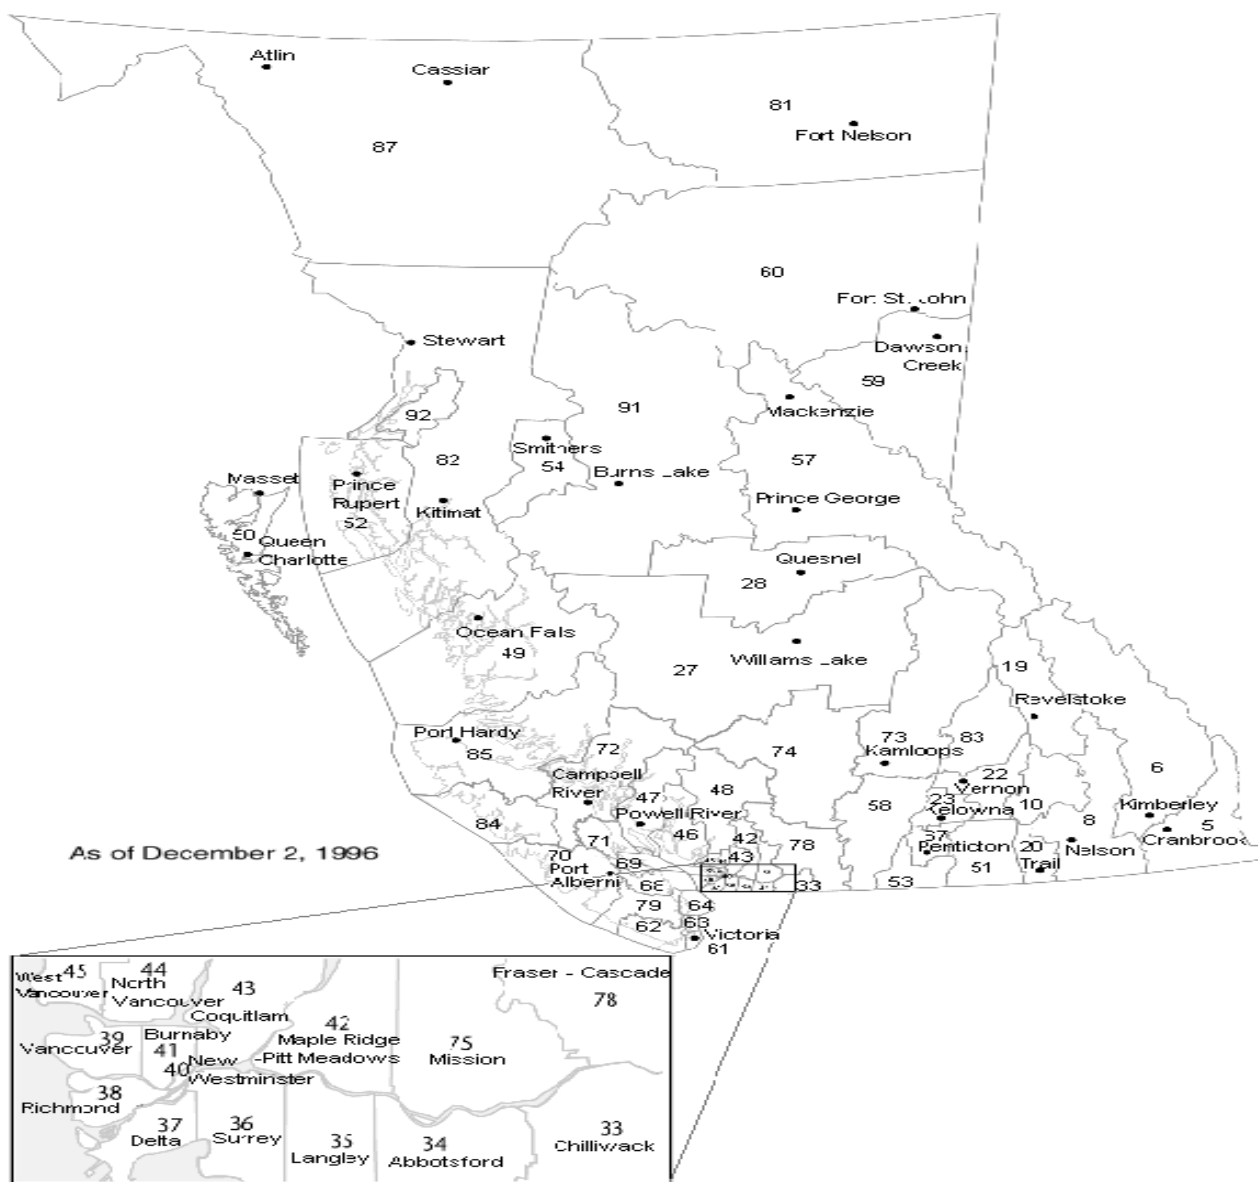 Atlin
Cassiar
81
Fort Nelson
87
60
Fort St. John
Stewart
Dawson
Creek
59
Mackenzie
92
91
Smithers
82
54
Burns Lake
57
Masset
Prince
Rupert
Kitimat
Prince George
52
50
Queen
Charlotte
Quesnel
28
Ocean Falls
49
Williams Lake
27
19
Revelstoke
Port Hardy
85
72
74
73
Kamloops
83
6
Campbell
River
48
22
Vernon
47
58
23
Kelowna
10
Kimberley
84
Powell River
46
42
78
8
5
Cranbrook
As of December 2, 1996
71
43
Penticton
20
Nelson
70
Port
Alberni
69
51
Trail
68
33
53
79
64
62
63
Victoria
61
West
45
Vancouver
44
North
Vancouver
43
Coquitlam
Fraser - Cascade
78
39
Vancouver
Burnaby
41
42
Maple Ridge
-Pitt Meadows
75
Mission
40
New
Westminster
38
Richmond
37
Delta
36
Surrey
35
Langley
34
Abbotsford
33
Chilliwack